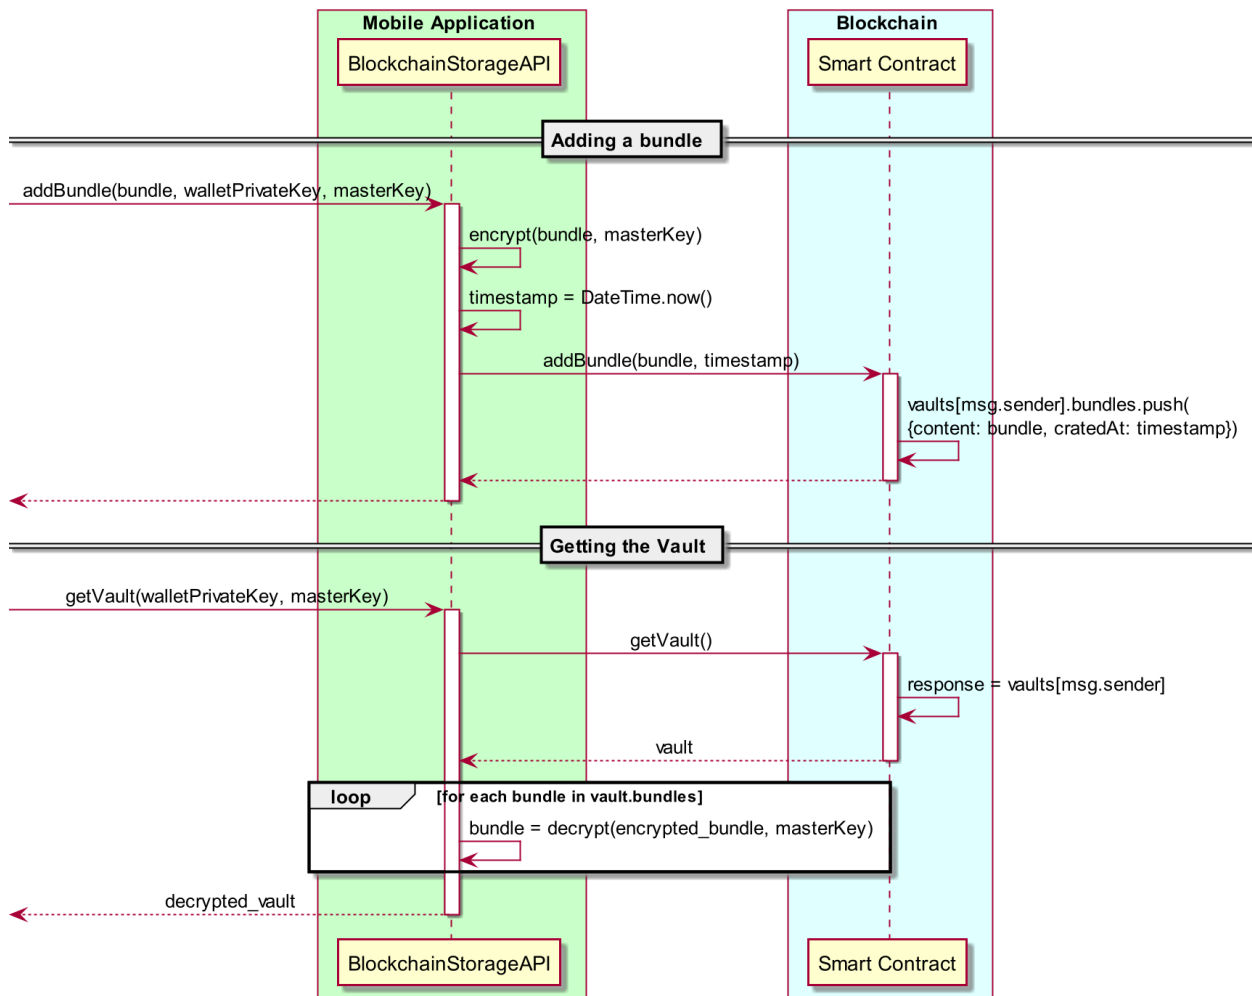 Mobile Application
Blockchain
BlockchainStorageAPI
Smart Contract
Adding a bundle
addBundle(bundle, walletPrivateKey, masterKey)
encrypt(bundle, masterKey)
timestamp = DateTime.now()
addBundle(bundle, timestamp)
vaults[msg.sender].bundles.push(
{content: bundle, cratedAt: timestamp})
Getting the Vault
getVault(walletPrivateKey, masterKey)
getVault()
response = vaults[msg.sender]
vault
loop
[for each bundle in vault.bundles]
bundle = decrypt(encrypted_bundle, masterKey)
decrypted_vault
BlockchainStorageAPI
Smart Contract